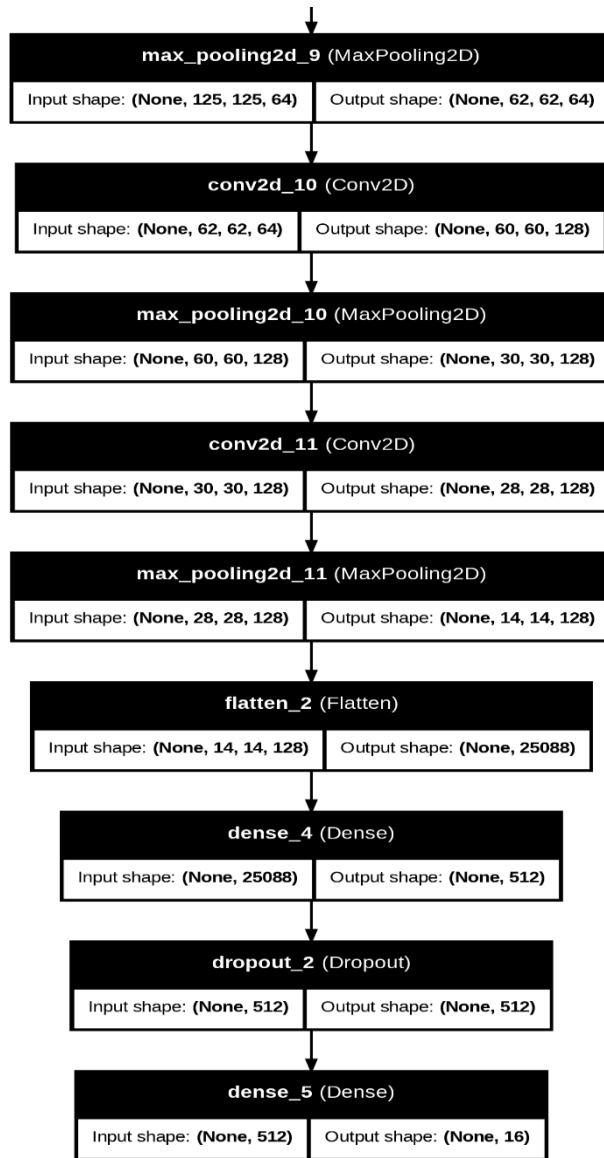 max_pooling2d_9 (MaxPooling2D)
Input shape: (None, 125, 125, 64) Output shape: (None, 62, 62, 64)
conv2d_10 (Conv2D)
Input shape: (None, 62, 62, 64) Output shape: (None, 60, 60, 128)
max_pooling2d_10 (MaxPooling2D)
Input shape: (None, 60, 60, 128) Output shape: (None, 30, 30, 128)
conv2d_11 (Conv2D)
Input shape: (None, 30, 30, 128) Output shape: (None, 28, 28, 128)
max_pooling2d_11 (MaxPooling2D)
Input shape: (None, 28, 28, 128) Output shape: (None, 14, 14, 128)
flatten_2 (Flatten)
Input shape: (None, 14, 14, 128) Output shape: (None, 25088)
dense_4 (Dense)
Input shape: (None, 25088) Output shape: (None, 512)
dropout_2 (Dropout)
Input shape: (None, 512) Output shape: (None, 512)
dense_5 (Dense)
Input shape: (None, 512) Output shape: (None, 16)